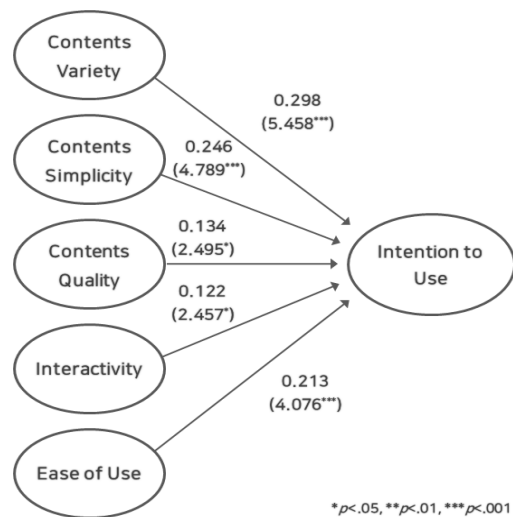 Contents
Variety
0.298
(5.458***)
Contents
Simplicity
0.246
(4.789***)
Contents
Quality
0.134
(2.495*)
Intention to
Use
Interactivity
0.122
(2.457*)
Ease of Use
0.213
(4.076***)
*p<.05, **p<.01, ***p<.001